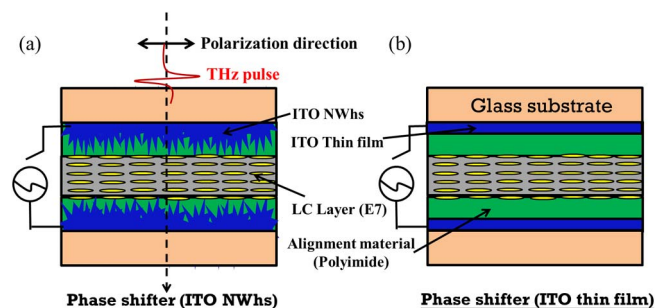 (a)
Polarization direction
THz pulse
(b)
ITO NWhs
ITO Thin film
Glass substrate
LC Layer (E7)
Alignment material
(Polyimide)
Phase shifter (ITO NWhs)
Phase shifter (ITO thin film)